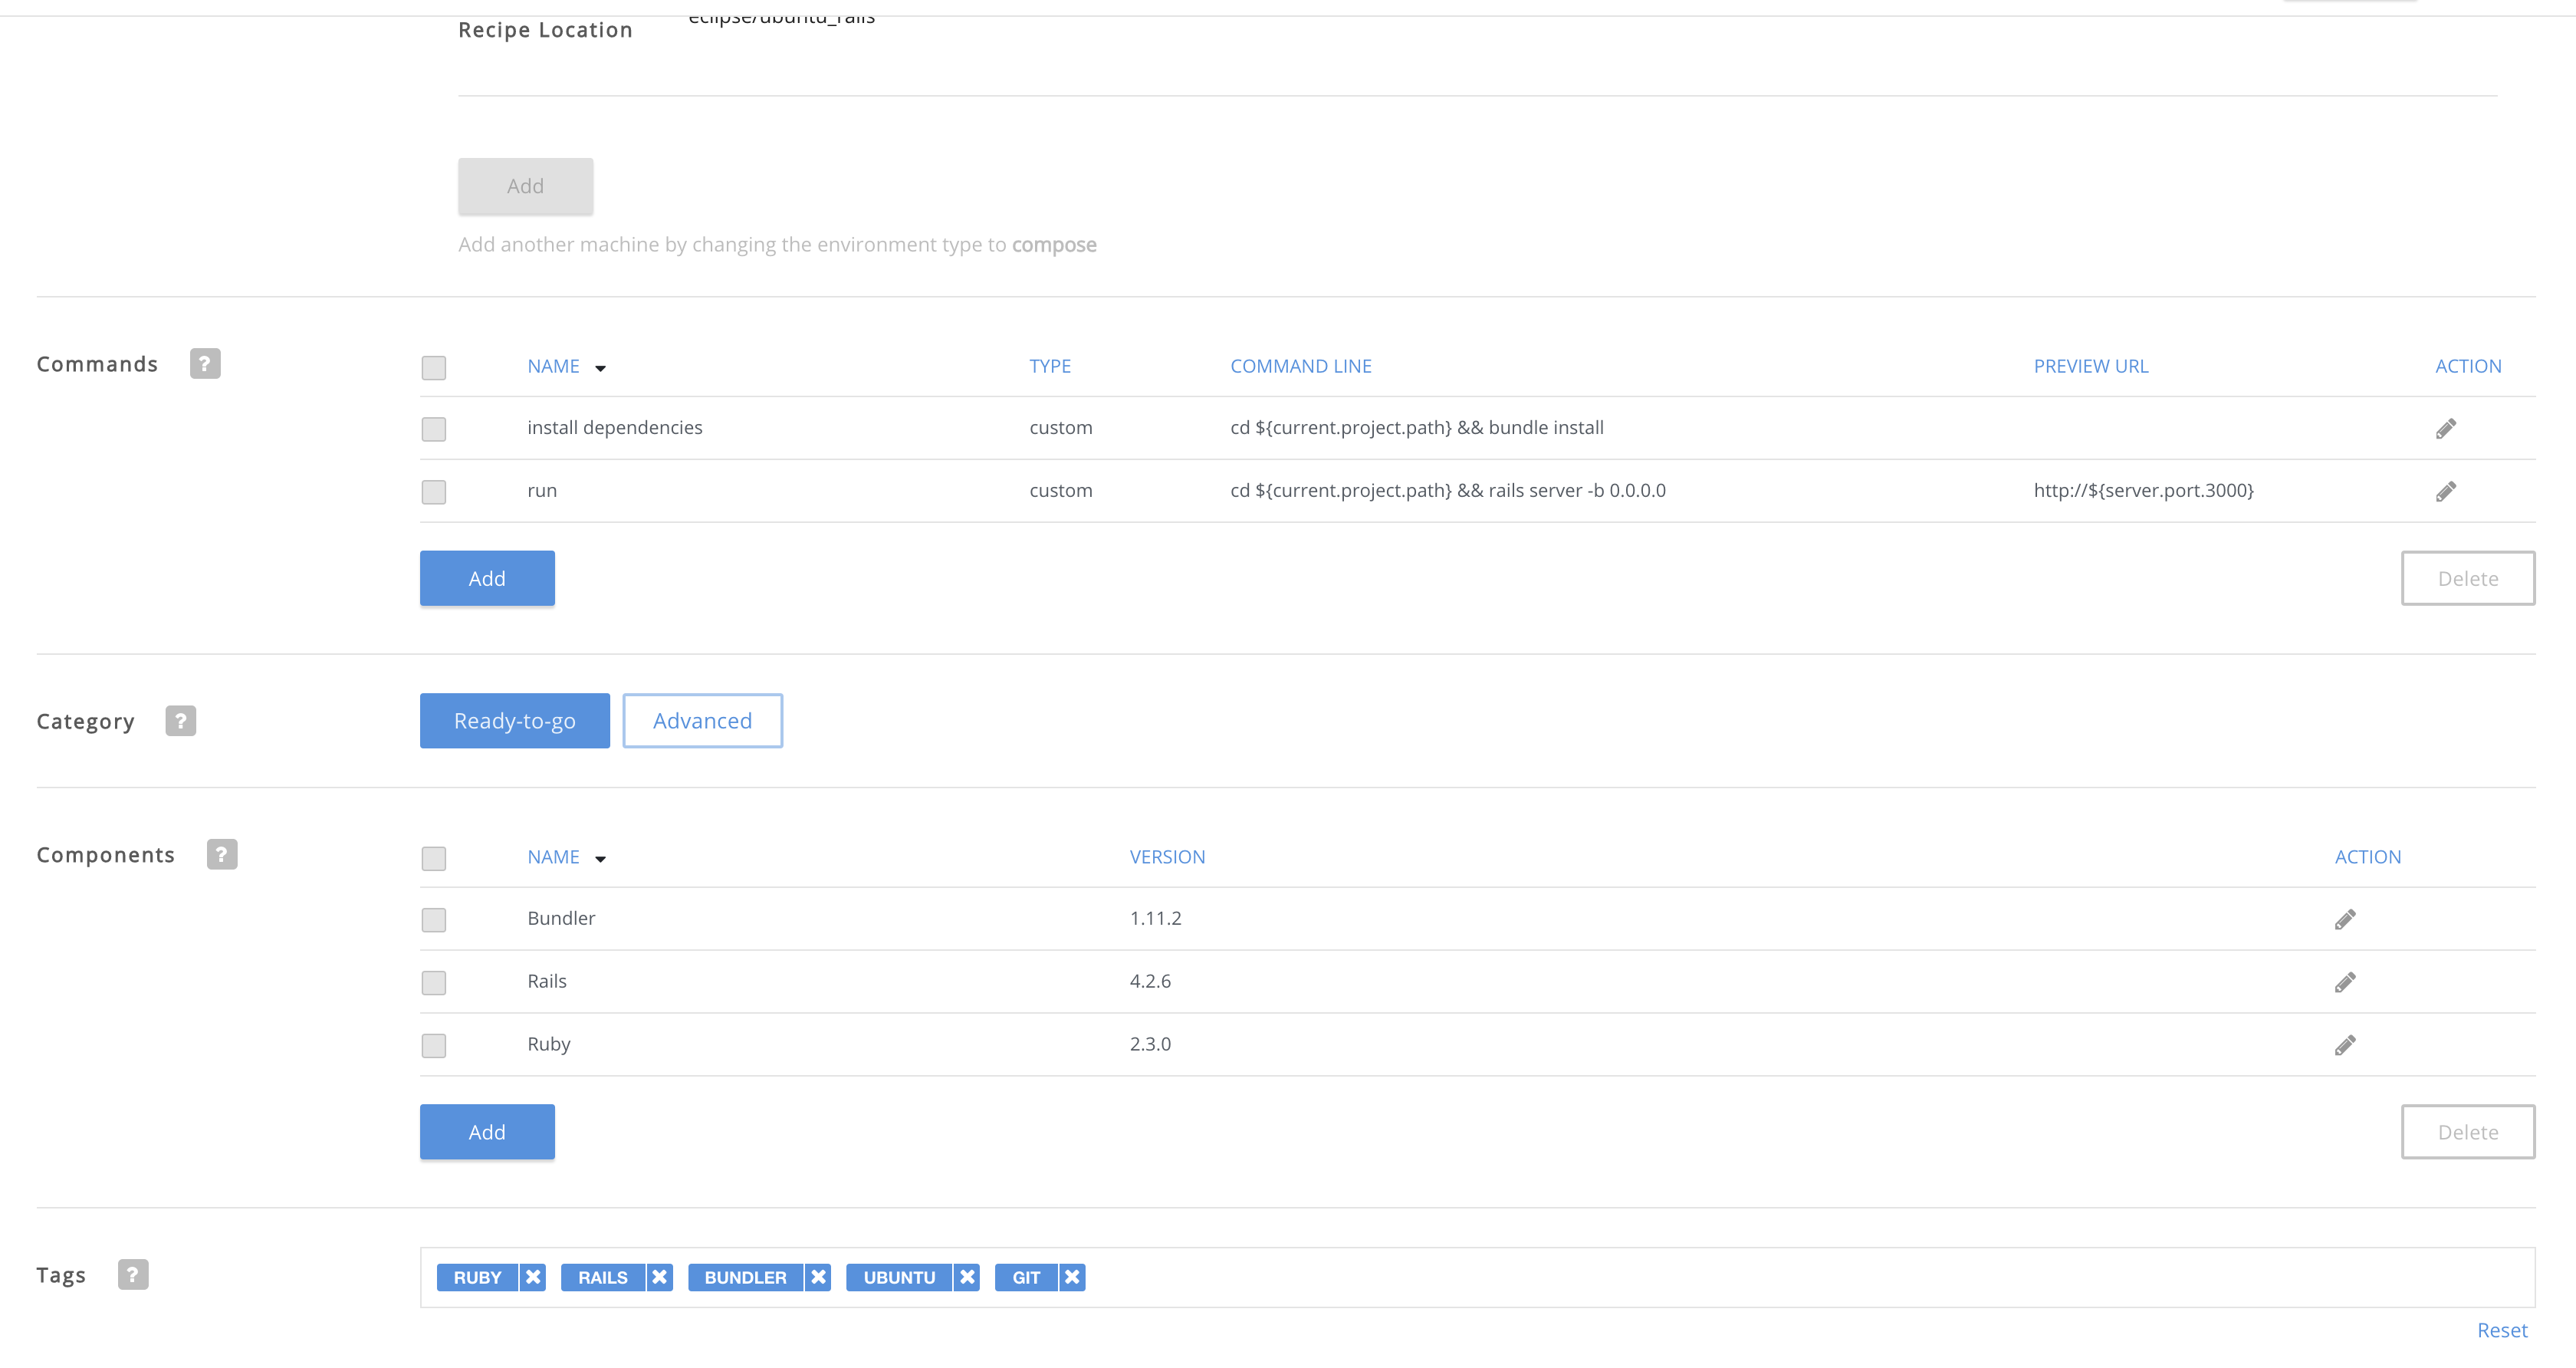 eclipse/ubuntu_rails
Recipe Location
Add
Add another machine by changing the environment type to compose
Commands ?
NAME TYPE COMMAND LINE PREVIEW URL ACTION
install dependencies custom cd ${current.project.path} && bundle install
run custom cd ${current.project.path} && rails server -b 0.0.0.0 http://${server.port.3000}
Add Delete
Category ? Ready-to-go Advanced
Components ?
NAME VERSION ACTION
Bundler 1.11.2
Rails 4.2.6
Ruby 2.3.0
Add Delete
Tags ? RUBY RAILS BUNDLER UBUNTU GIT
Reset